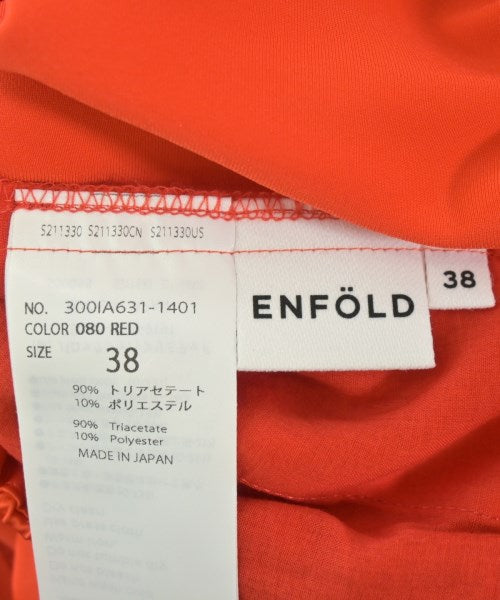 S211330 S211330CN S211330US
NO. 300IA631-1401
COLOR 080 RED
SIZE 38
90% トリアセテート
10% ポリエステル
90% Triacetate
10% Polyester
MADE IN JAPAN
ENFÖLD
38